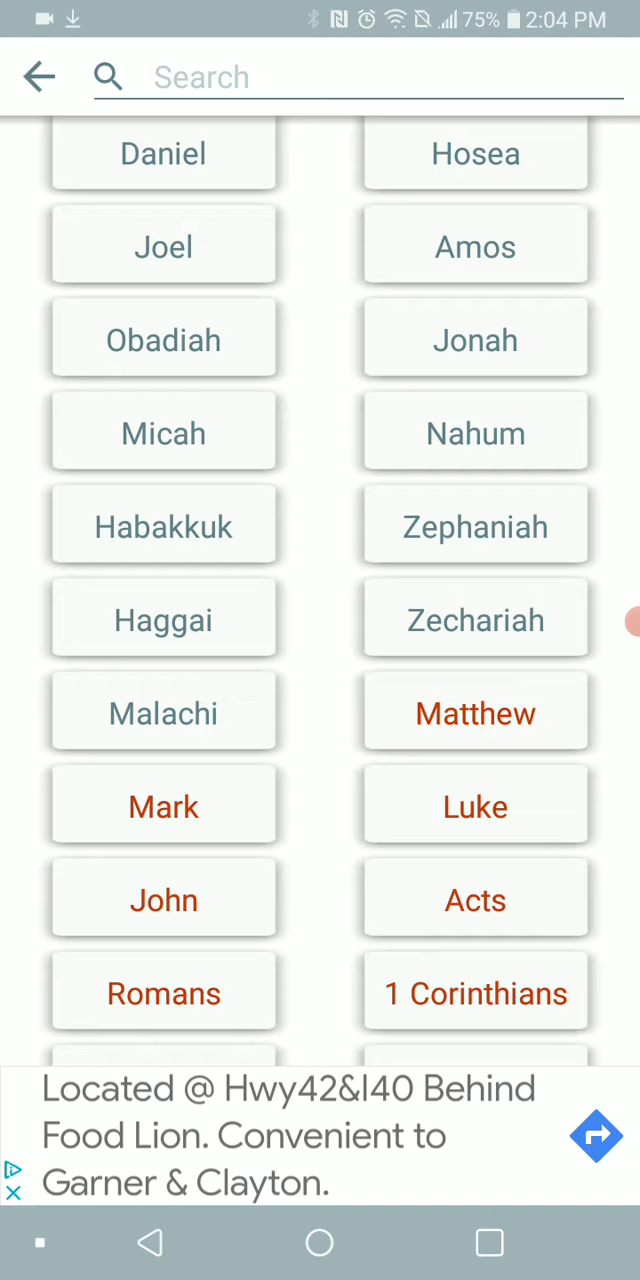 75% 2:04 PM
Search
Daniel Hosea
Joel Amos
Obadiah Jonah
Micah Nahum
Habakkuk Zephaniah
Haggai Zechariah
Malachi Matthew
Mark Luke
John Acts
Romans 1 Corinthians
Located @ Hwy42&I40 Behind
Food Lion. Convenient to
Garner & Clayton.